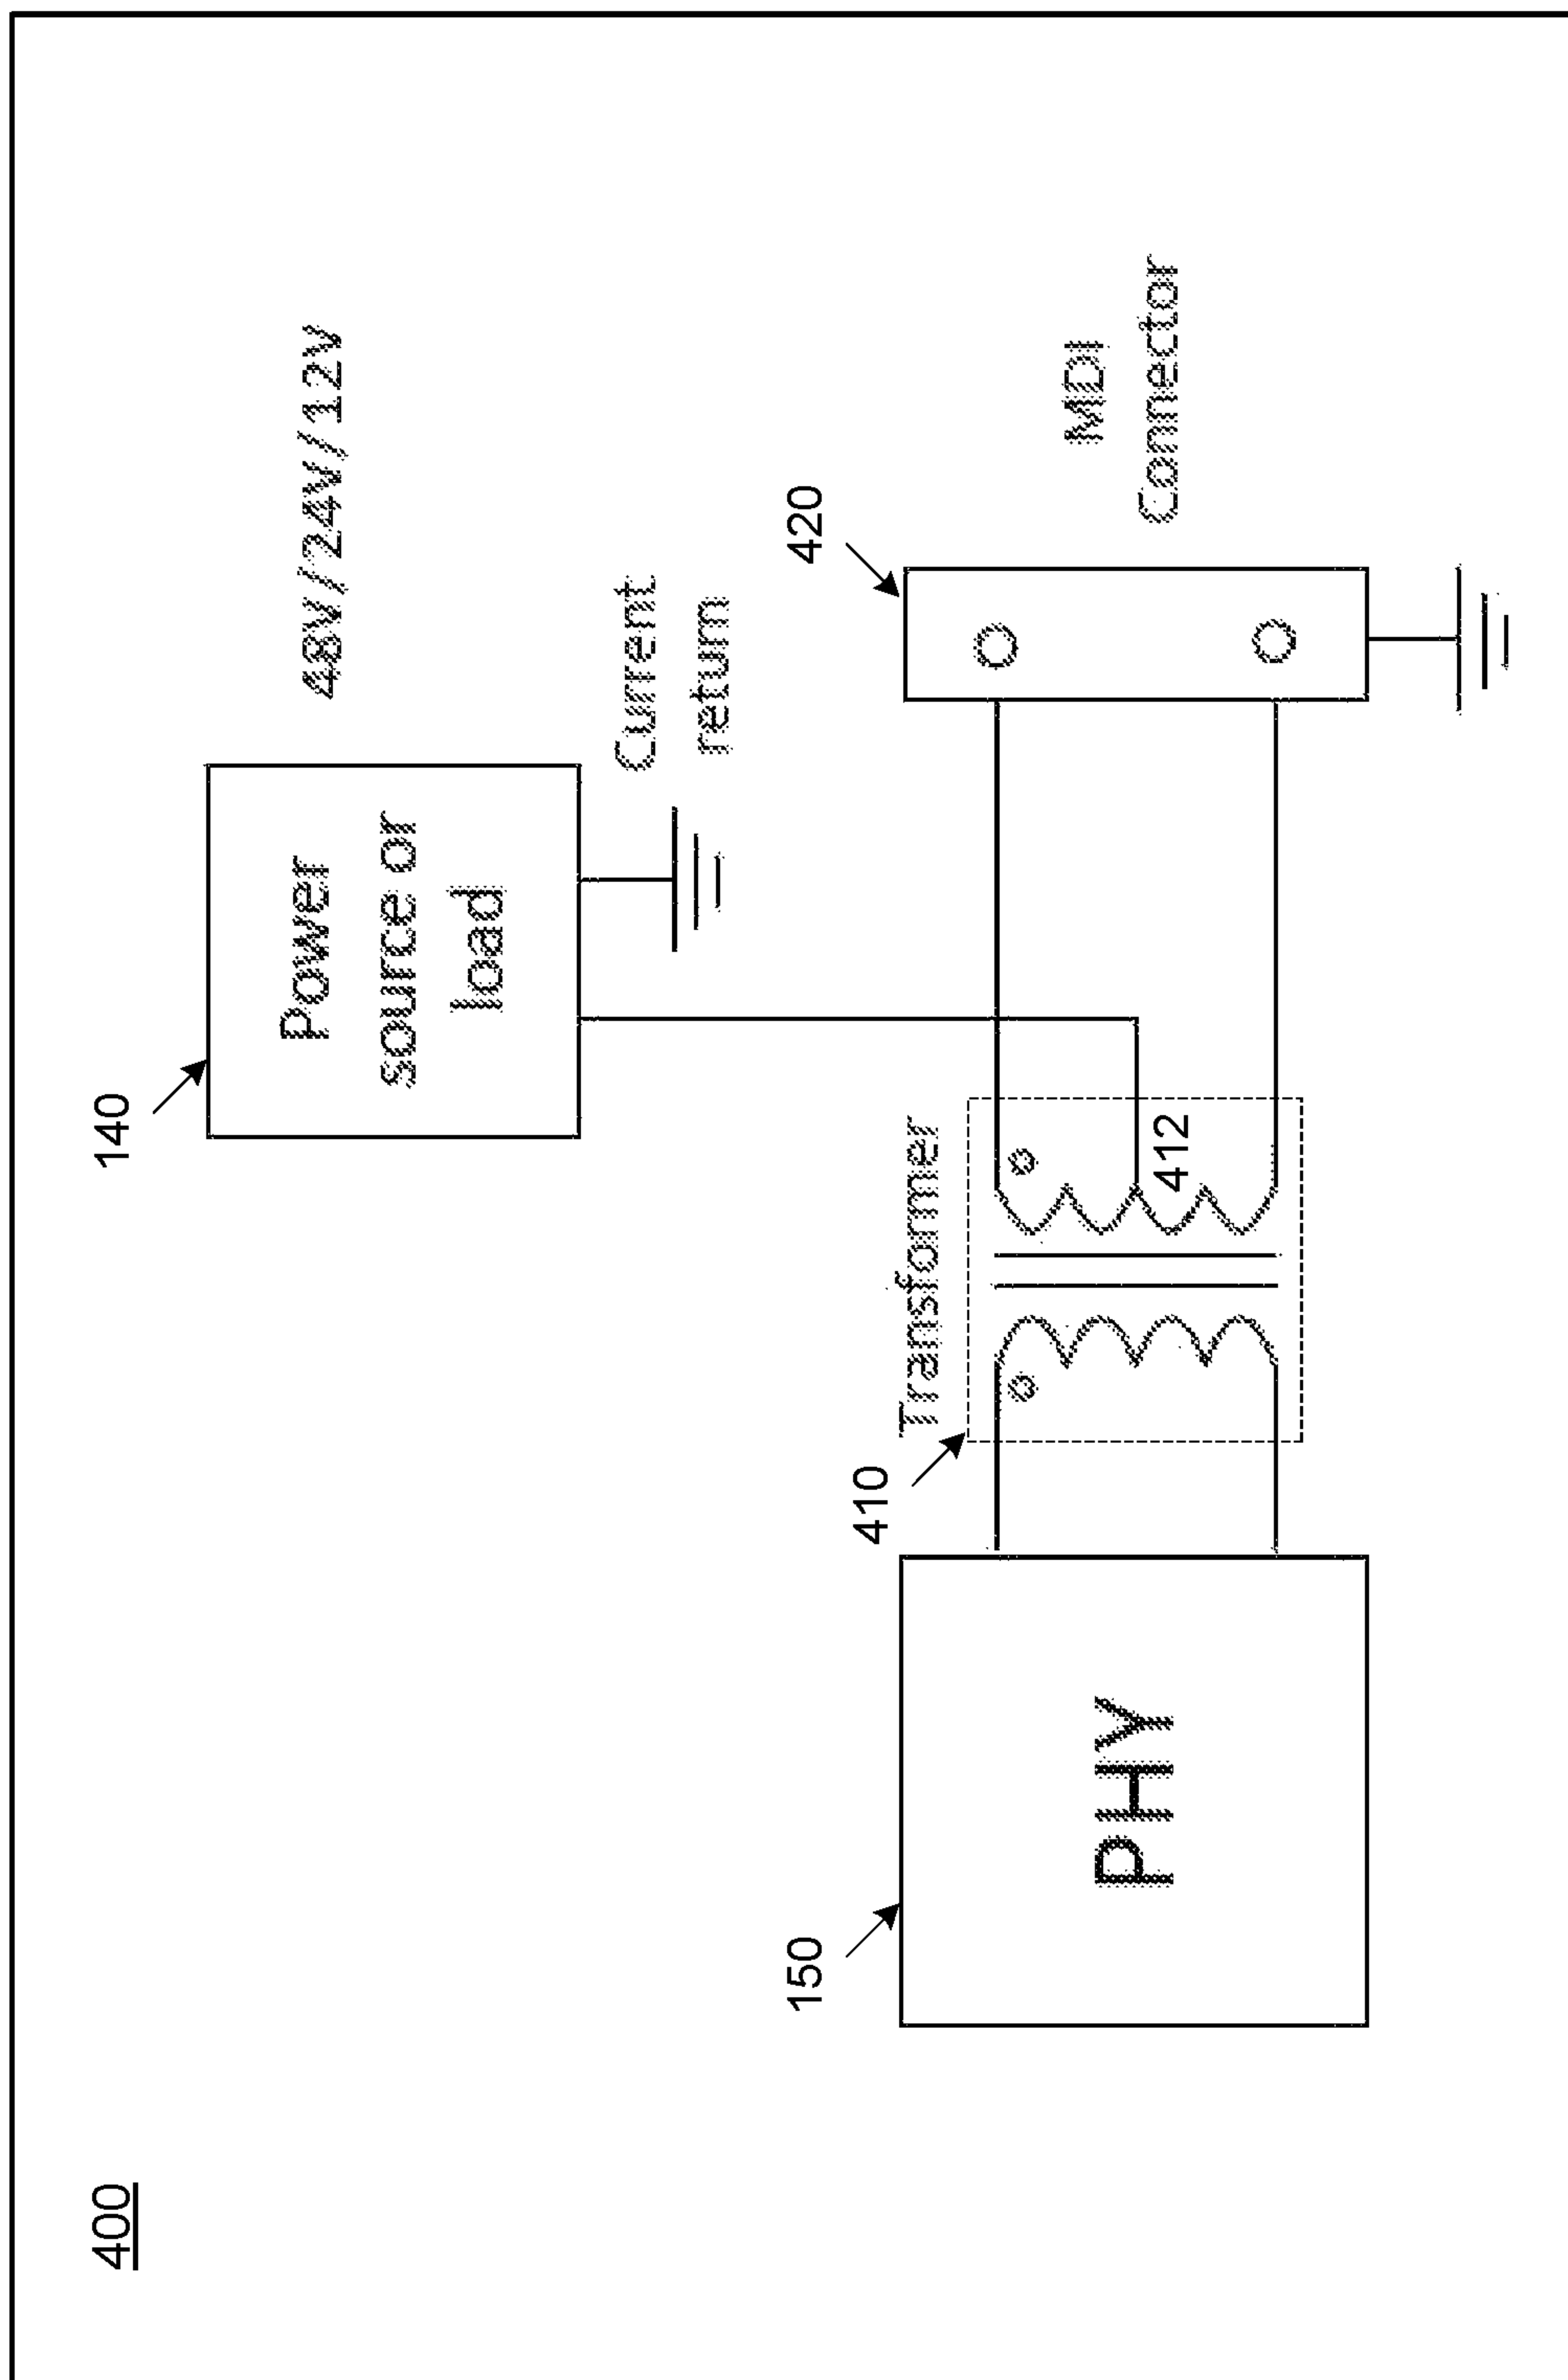 400
140
Power
source or
load
48V/24V/12V
Current
return
150
PHY
410
Transformer
412
420
MDI
Connector